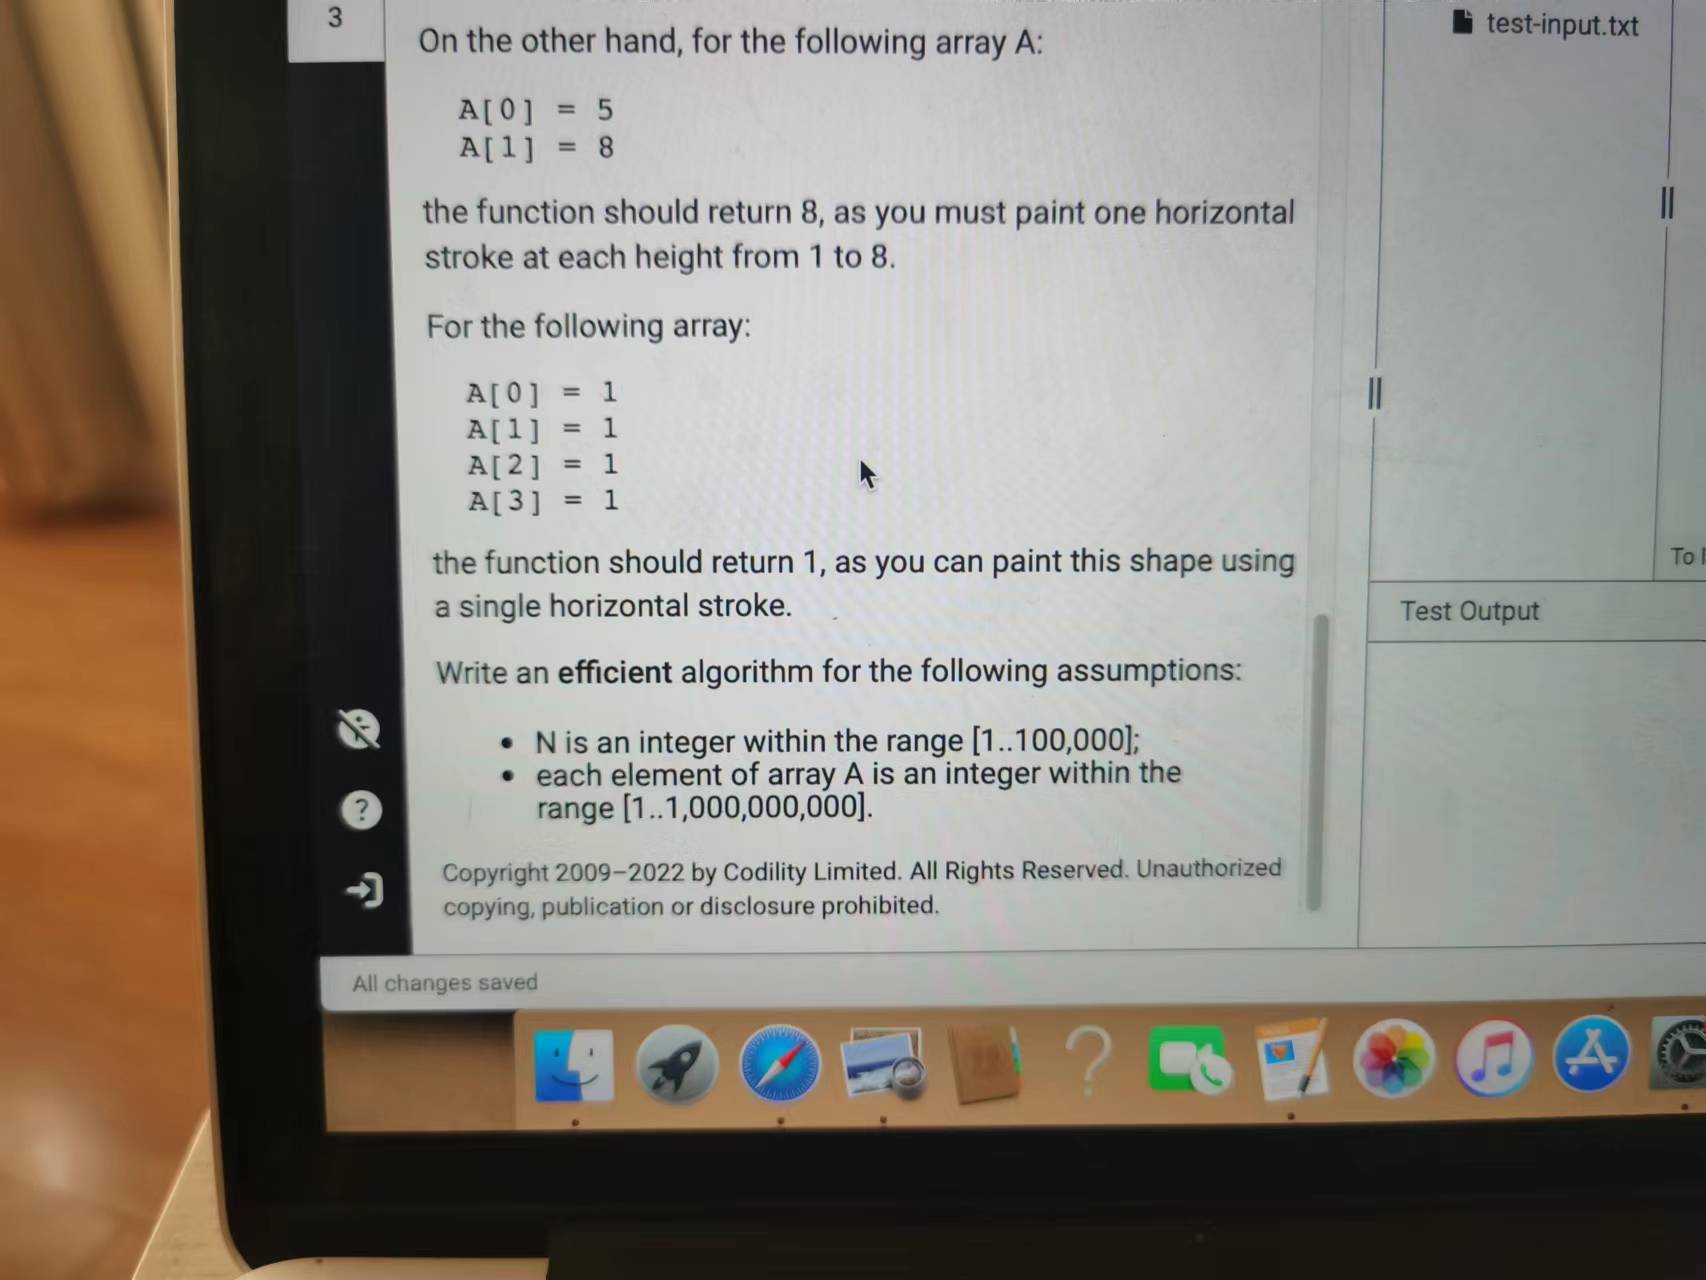 3
On the other hand, for the following array A:
A[0] = 5
A[1] = 8
the function should return 8, as you must paint one horizontal
stroke at each height from 1 to 8.
For the following array:
A[0] = 1
A[1] = 1
A[2] = 1
A[3] = 1
the function should return 1, as you can paint this shape using
a single horizontal stroke.
Write an efficient algorithm for the following assumptions:
• N is an integer within the range [1..100,000];
• each element of array A is an integer within the
range [1..1,000,000,000].
Copyright 2009–2022 by Codility Limited. All Rights Reserved. Unauthorized
copying, publication or disclosure prohibited.
All changes saved
test-input.txt
To
Test Output